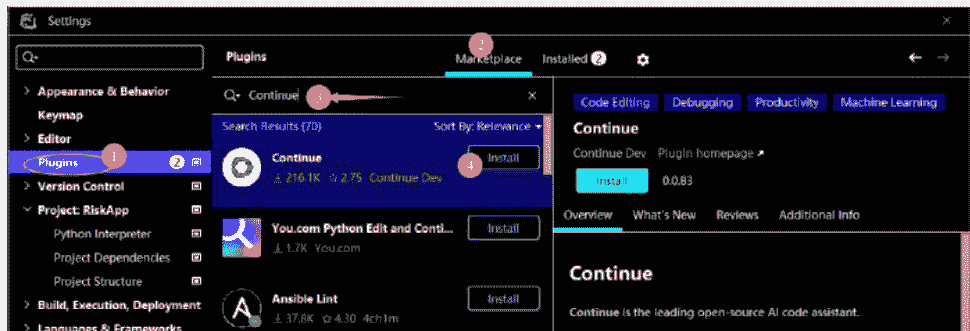 Settings
Plugins
Marketplace
Installed 2
2
Continue
3
Appearance & Behavior
Keymap
Editor
Plugins 1 2
Version Control
Project: RiskApp
Python Interpreter
Project Dependencies
Project Structure
Build, Execution, Deployment
Languages & Frameworks
Search Results (70) Sort By: Relevance
Continue
216.1K 2.75 Continue Dev
4 Install
You.com Python Edit and Conti...
1.7K You.com
Install
Ansible Lint
37.8K 4.30 4ch1m
Install
Code Editing Debugging Productivity Machine Learning
Continue
Continue Dev Plugin homepage
Install 0.0.83
Overview What's New Reviews Additional Info
Continue
Continue is the leading open-source AI code assistant.